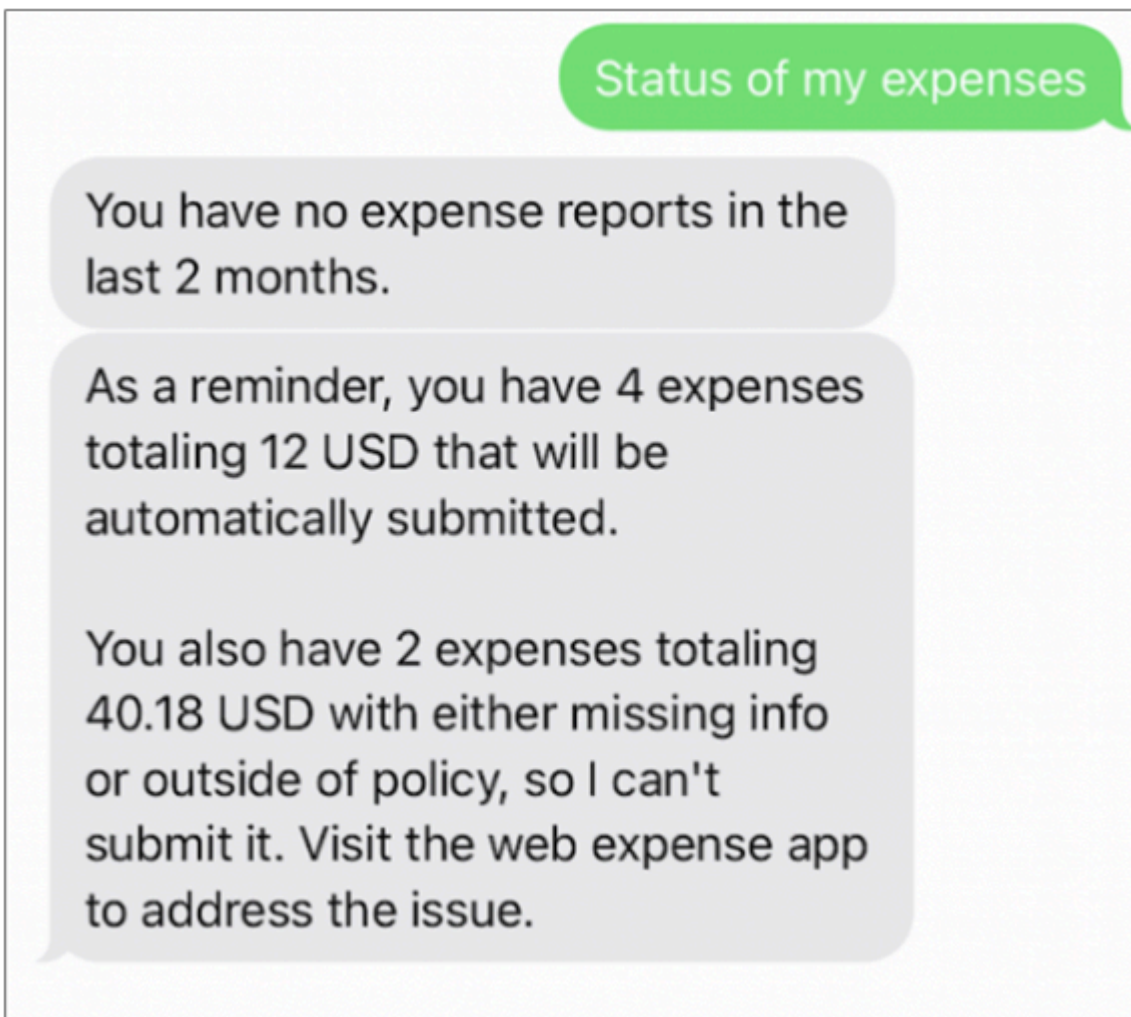 Status of my expenses
You have no expense reports in the
last 2 months.
As a reminder, you have 4 expenses
totaling 12 USD that will be
automatically submitted.
You also have 2 expenses totaling
40.18 USD with either missing info
or outside of policy, so I can't
submit it. Visit the web expense app
to address the issue.